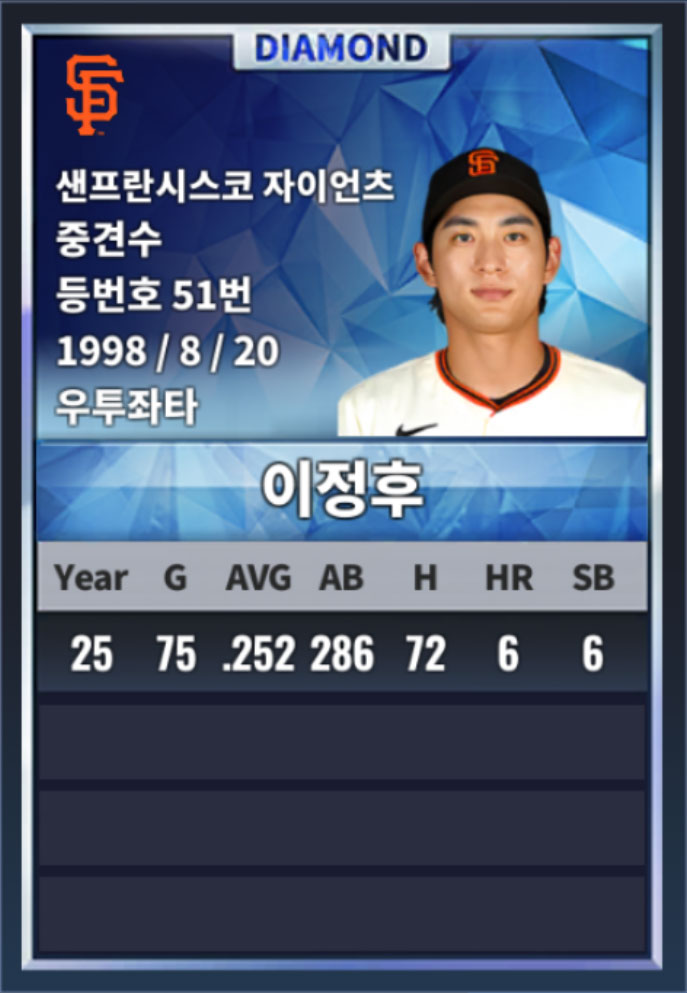 DIAMOND
SF
샌프란시스코 자이언츠
중견수
등번호 51번
1998 / 8 / 20
우투좌타
SF
이정후
Year G AVG AB H HR SB
25 75 .252 286 72 6 6